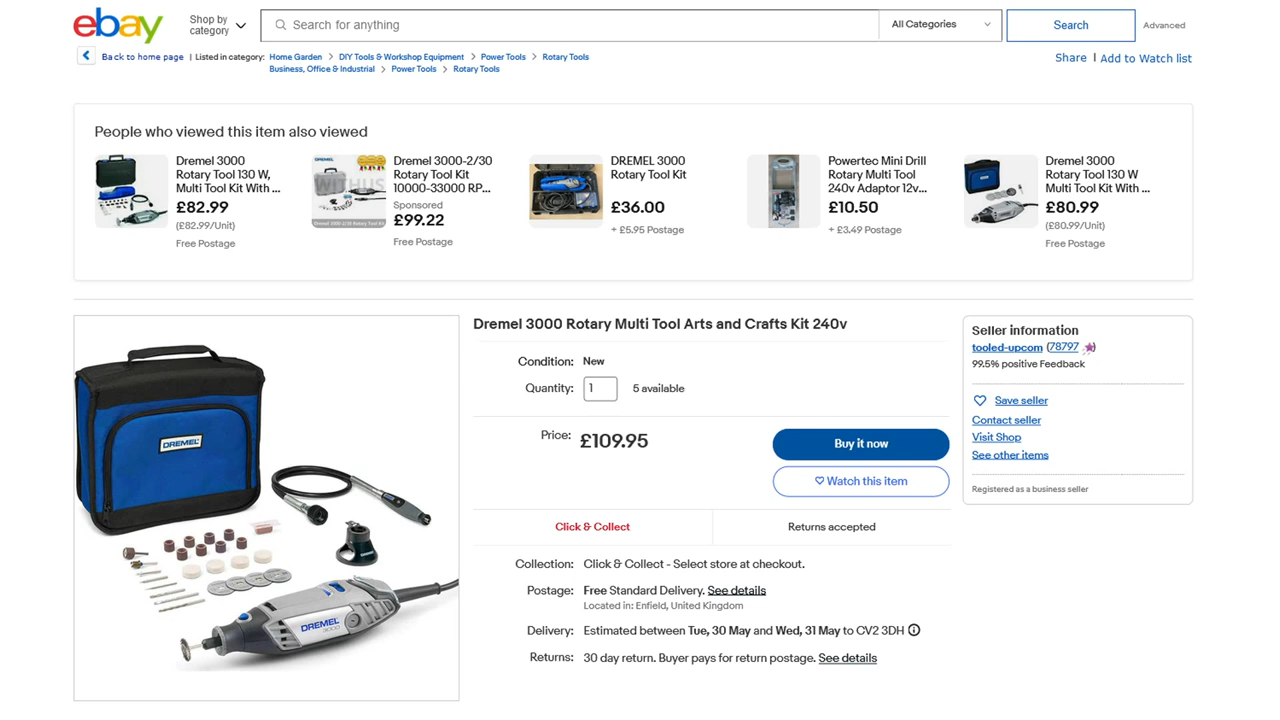 ebay
Shop by
category
Search for anything
All Categories
Search
Advanced
Back to home page | Listed in category: Home Garden > DIY Tools & Workshop Equipment > Power Tools > Rotary Tools
Business, Office & Industrial > Power Tools > Rotary Tools
Share | Add to Watch list
People who viewed this item also viewed
Dremel 3000
Rotary Tool 130 W,
Multi Tool Kit With ...
£82.99
(£82.99/Unit)
Free Postage
Dremel 3000-2/30
Rotary Tool Kit
10000-33000 RP...
Sponsored
£99.22
Free Postage
DREMEL 3000
Rotary Tool Kit
£36.00
+ £5.95 Postage
Powertec Mini Drill
Rotary Multi Tool
240v Adaptor 12v...
£10.50
+ £3.49 Postage
Dremel 3000
Rotary Tool 130 W
Multi Tool Kit With ...
£80.99
(£80.99/Unit)
Free Postage
DREMEL
DREMEL
3000
Dremel 3000 Rotary Multi Tool Arts and Crafts Kit 240v
Condition: New
Quantity: 1 5 available
Price: £109.95
Buy it now
Watch this item
Click & Collect
Returns accepted
Collection: Click & Collect - Select store at checkout.
Postage: Free Standard Delivery. See details
Located in: Enfield, United Kingdom
Delivery: Estimated between Tue, 30 May and Wed, 31 May to CV2 3DH
Returns: 30 day return. Buyer pays for return postage. See details
Seller information
tooled-upcom (78797)
99.5% positive Feedback
Save seller
Contact seller
Visit Shop
See other items
Registered as a business seller